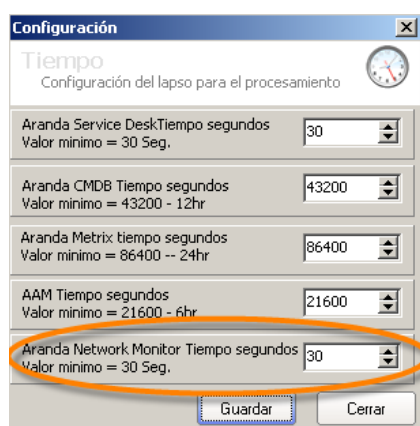 Configuración
Tiempo
Configuración del lapso para el procesamiento
Aranda Service DeskTiempo segundos
Valor minimo = 30 Seg.
30
Aranda CMDB Tiempo segundos
Valor minimo = 43200 - 12hr
43200
Aranda Metrix tiempo segundos
Valor minimo = 86400 -- 24hr
86400
AAM Tiempo segundos
Valor minimo = 21600 - 6hr
21600
Aranda Network Monitor Tiempo segundos
Valor minimo = 30 Seg.
30
Guardar
Cerrar